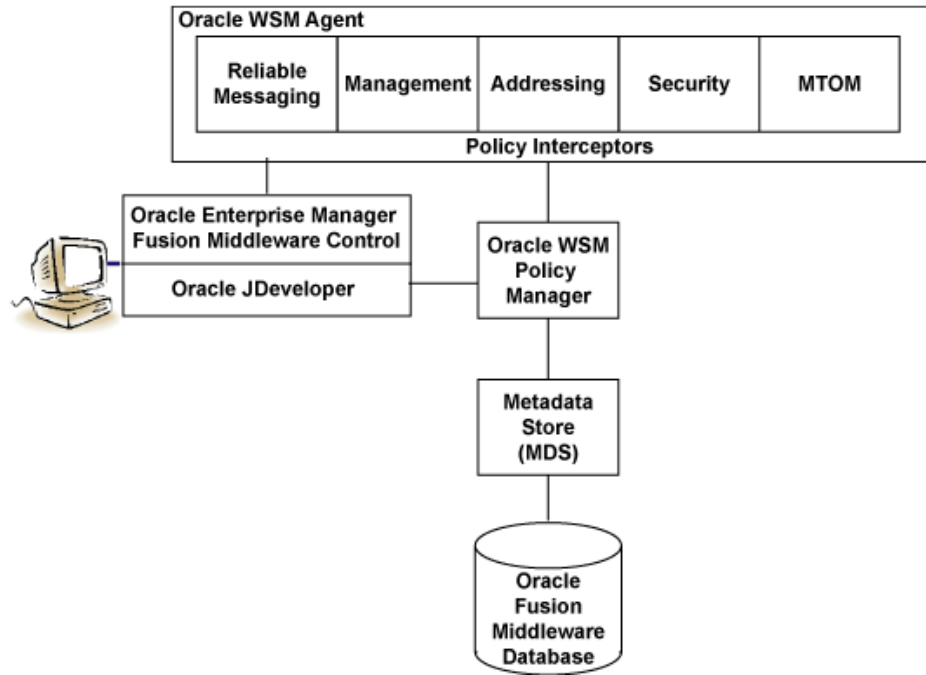 Oracle WSM Agent
Reliable
Messaging
Management
Addressing
Security
MTOM
Policy Interceptors
Oracle Enterprise Manager
Fusion Middleware Control
Oracle JDeveloper
Oracle WSM
Policy
Manager
Metadata
Store
(MDS)
Oracle
Fusion
Middleware
Database